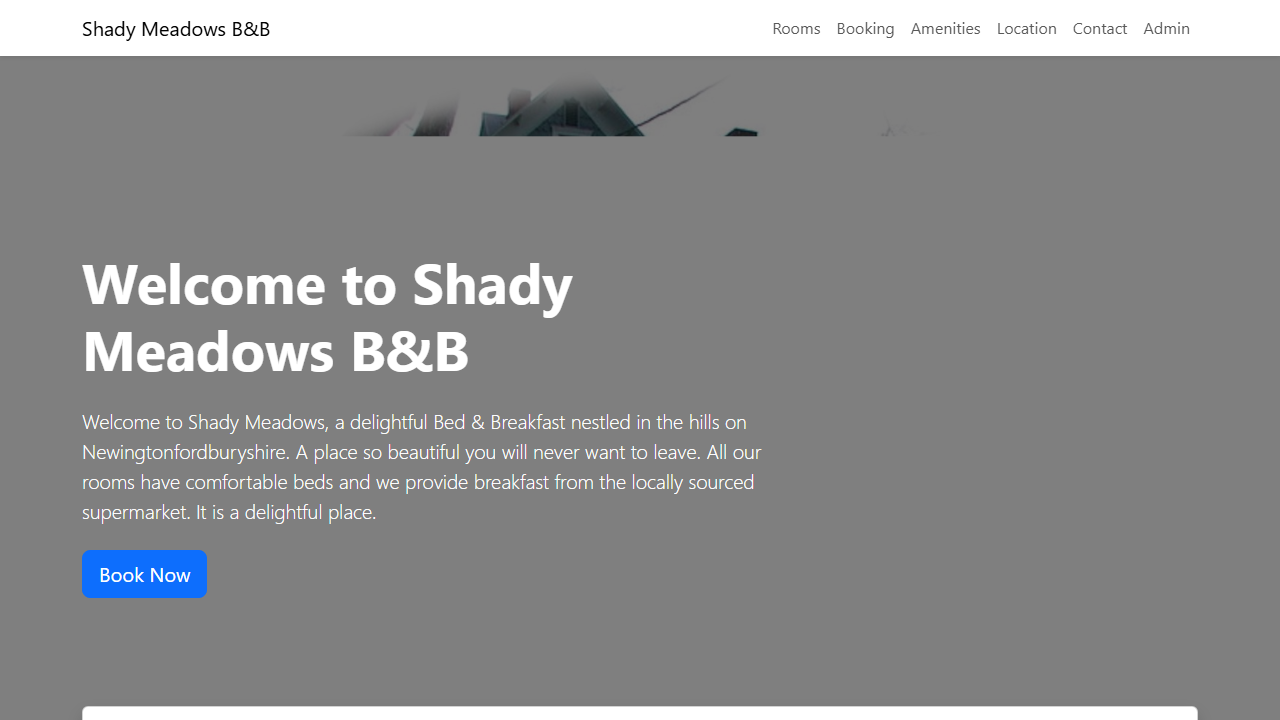 Shady Meadows B&B
Rooms Booking Amenities Location Contact Admin
Welcome to Shady
Meadows B&B
Welcome to Shady Meadows, a delightful Bed & Breakfast nestled in the hills on
Newingtonfordburyshire. A place so beautiful you will never want to leave. All our
rooms have comfortable beds and we provide breakfast from the locally sourced
supermarket. It is a delightful place.
Book Now